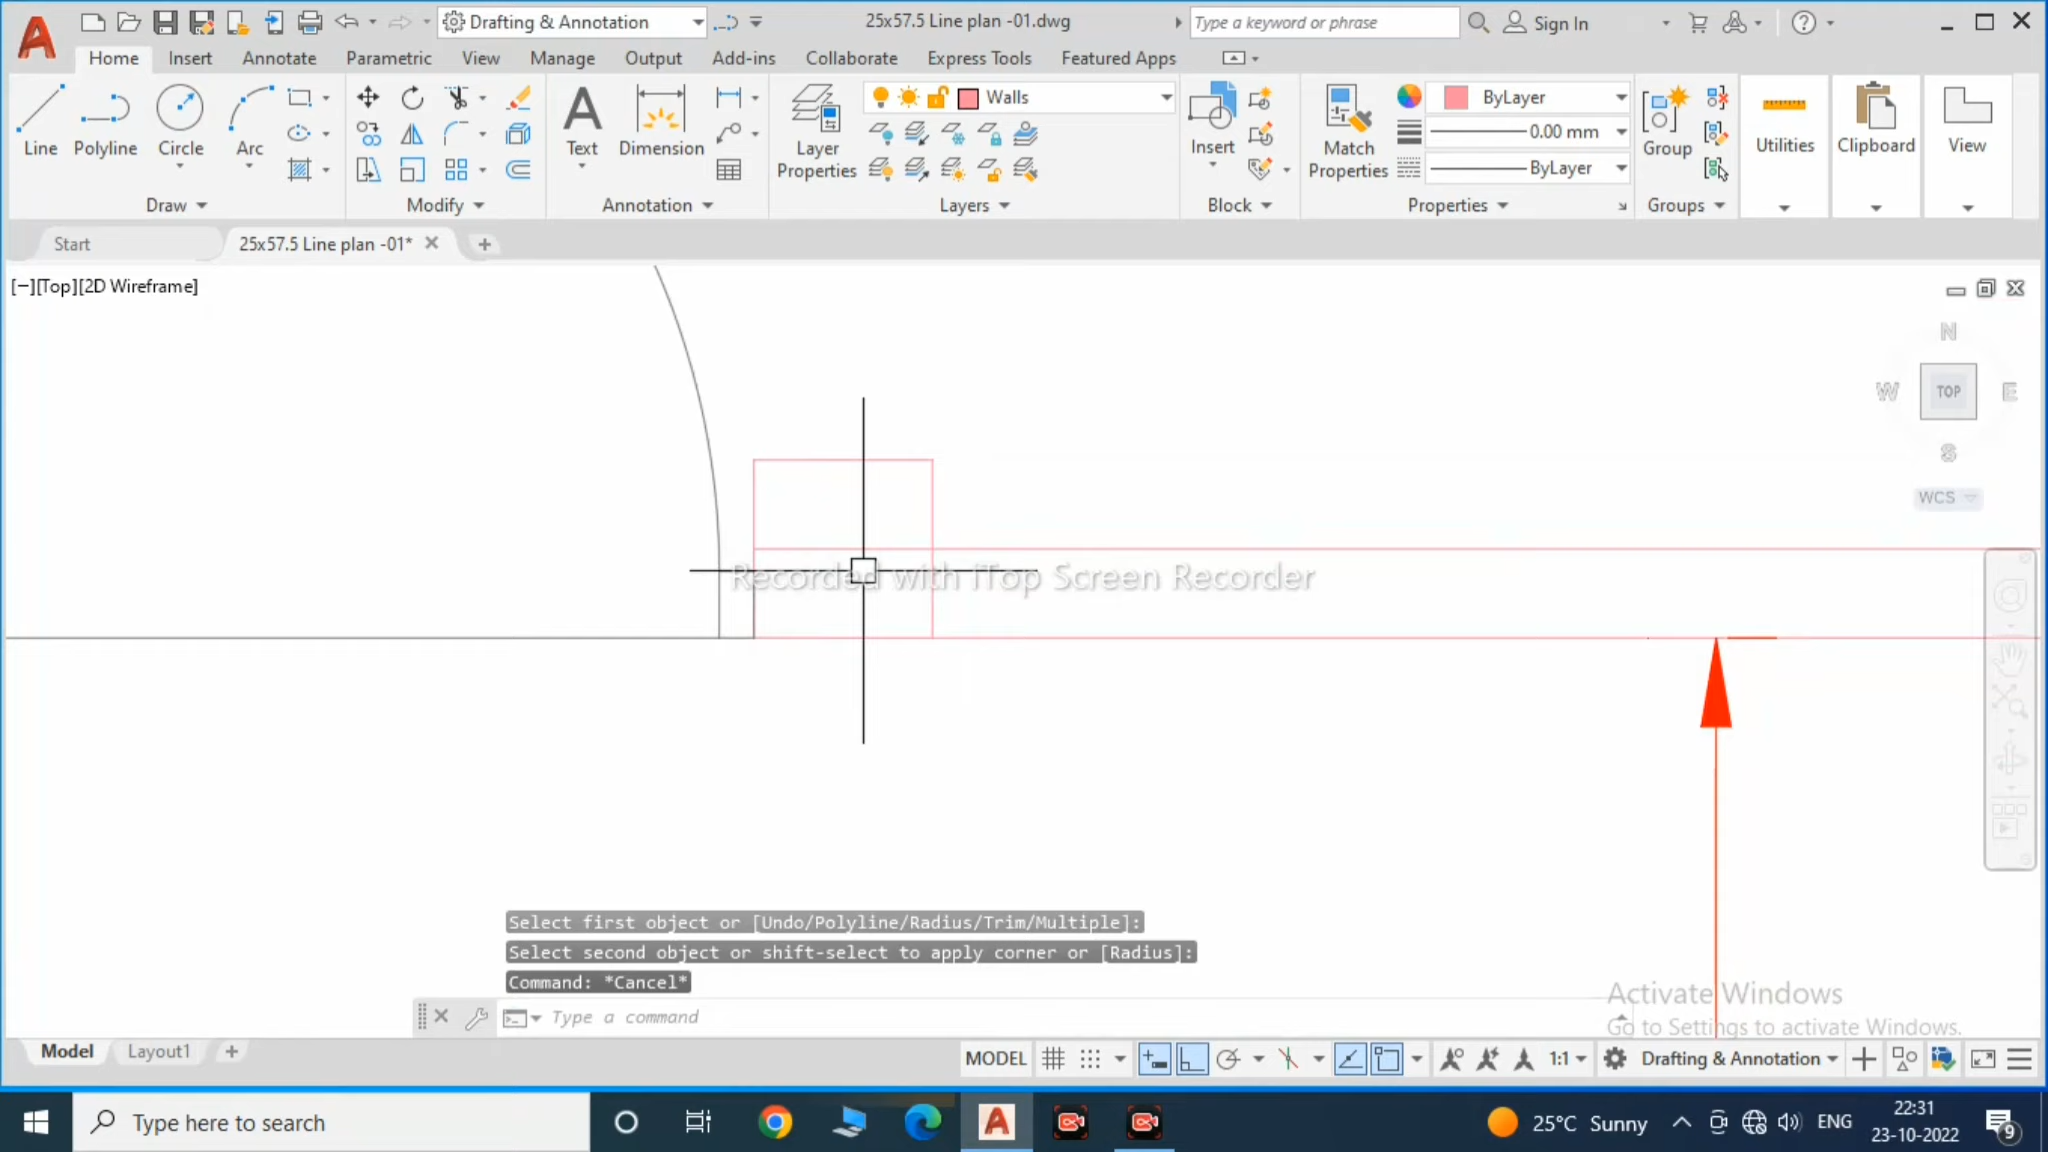 Drafting & Annotation
25x57.5 Line plan -01.dwg
Type a keyword or phrase
Sign In
Home
Insert
Annotate
Parametric
View
Manage
Output
Add-ins
Collaborate
Express Tools
Featured Apps
Line
Polyline
Circle
Arc
Draw
Modify
A
Text
Dimension
Annotation
Layer
Properties
Walls
Layers
Insert
Block
Match
Properties
ByLayer
0.00 mm
ByLayer
Properties
Group
Groups
Utilities
Clipboard
View
Start
25x57.5 Line plan -01*
[−][Top][2D Wireframe]
N
W
TOP
E
S
WCS
Recorded with iTop Screen Recorder
Select first object or [Undo/Polyline/Radius/Trim/Multiple]:
Select second object or shift-select to apply corner or [Radius]:
Command: *Cancel*
Type a command
Activate Windows
Go to Settings to activate Windows.
Model
Layout1
MODEL
1:1
Drafting & Annotation
Type here to search
25°C Sunny
ENG
22:31
23-10-2022
9